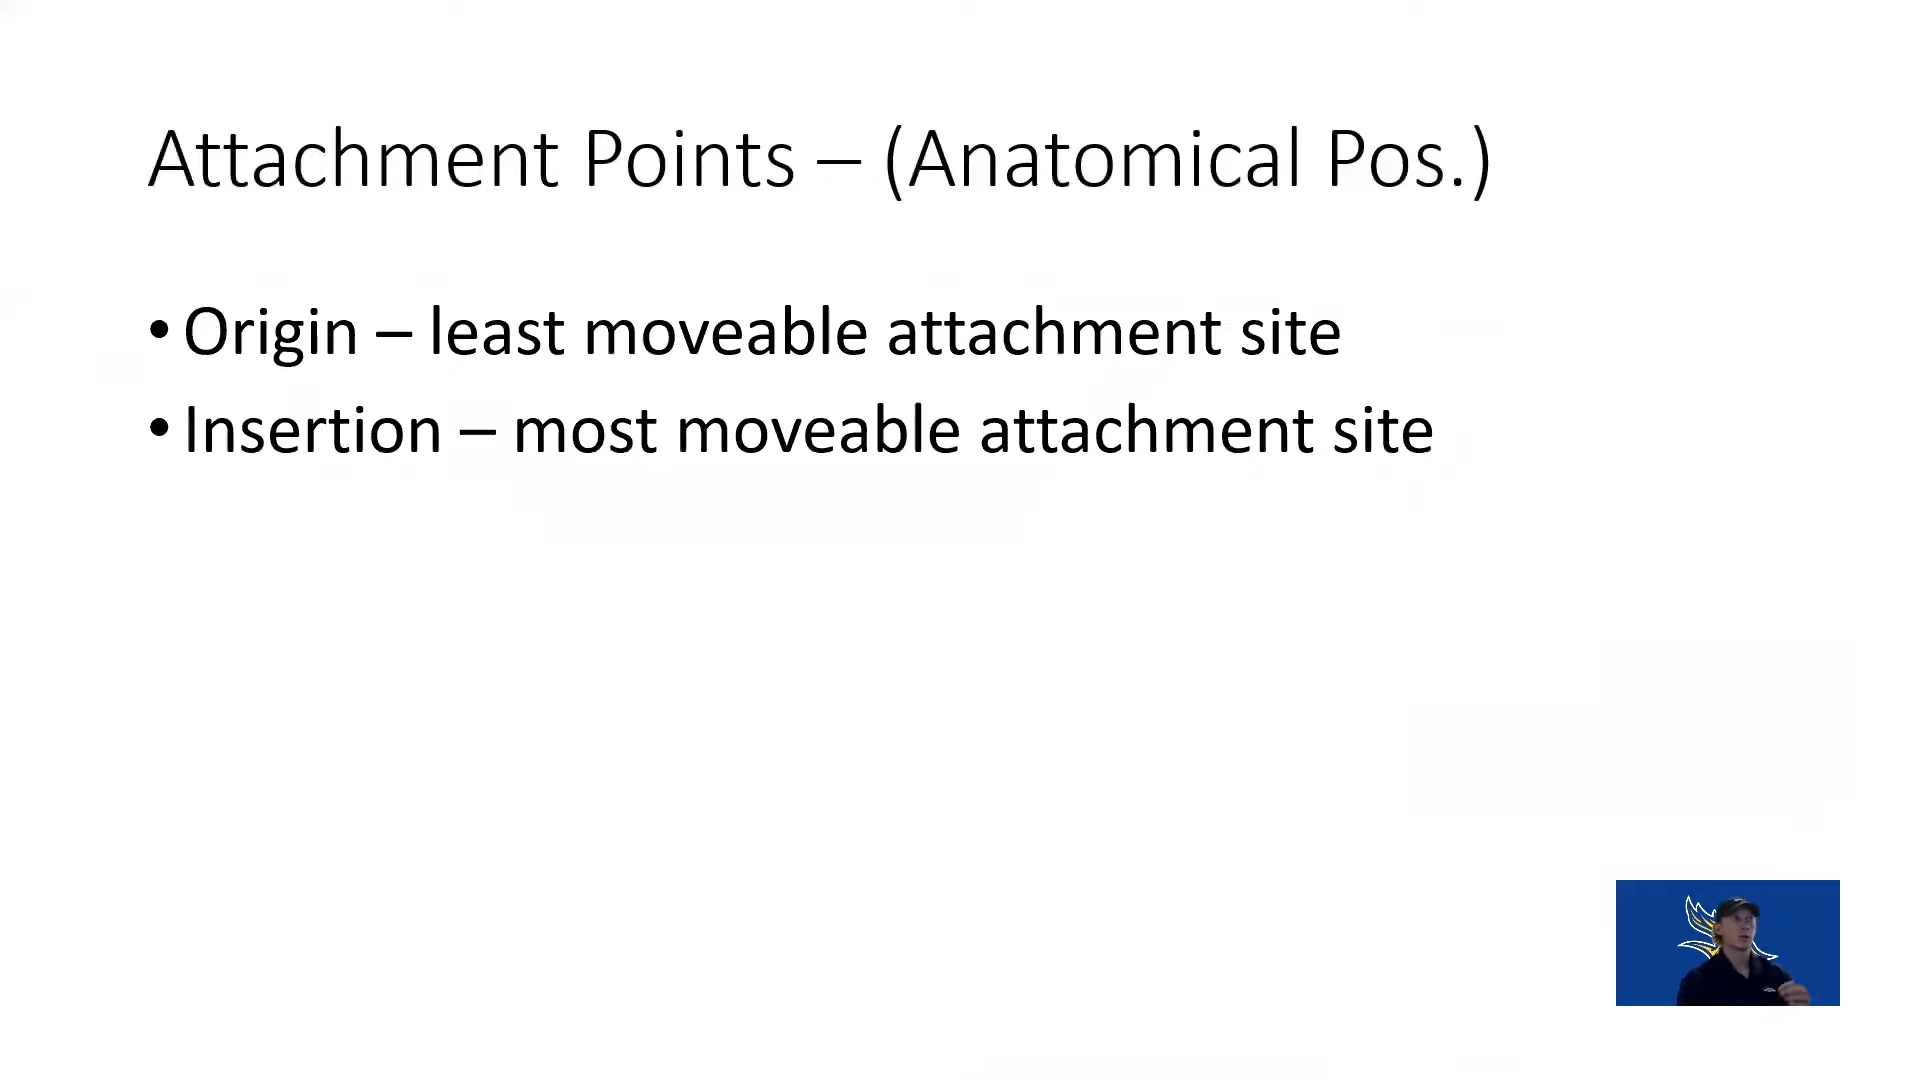 Attachment Points – (Anatomical Pos.)
• Origin – least moveable attachment site
• Insertion – most moveable attachment site